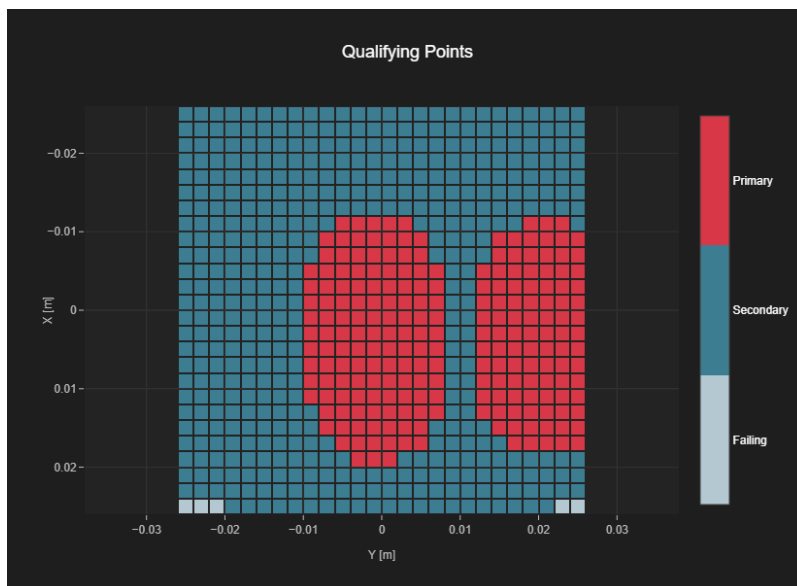 Qualifying Points
−0.02
−0.01
0
0.01
0.02
X [m]
−0.03
−0.02
−0.01
0
0.01
0.02
0.03
Y [m]
Primary
Secondary
Failing